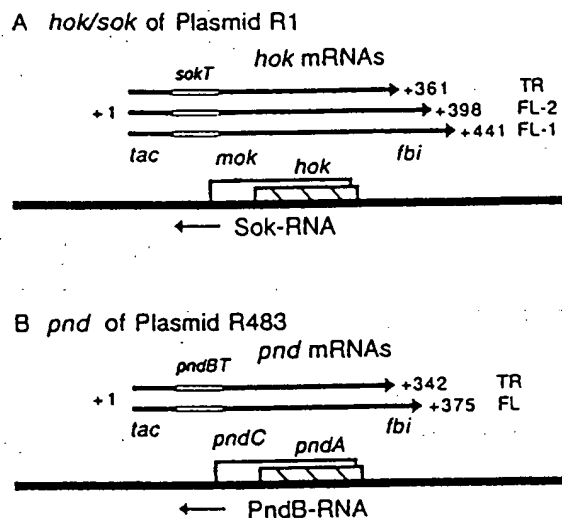 A hok/sok of Plasmid R1
sokT hok mRNAs
+361 TR
+1 +398 FL-2
+441 FL-1
tac mok hok fbi
Sok-RNA
B pnd of Plasmid R483
pndBT pnd mRNAs
+342 TR
+1 +375 FL
tac pndC pndA fbi
PndB-RNA